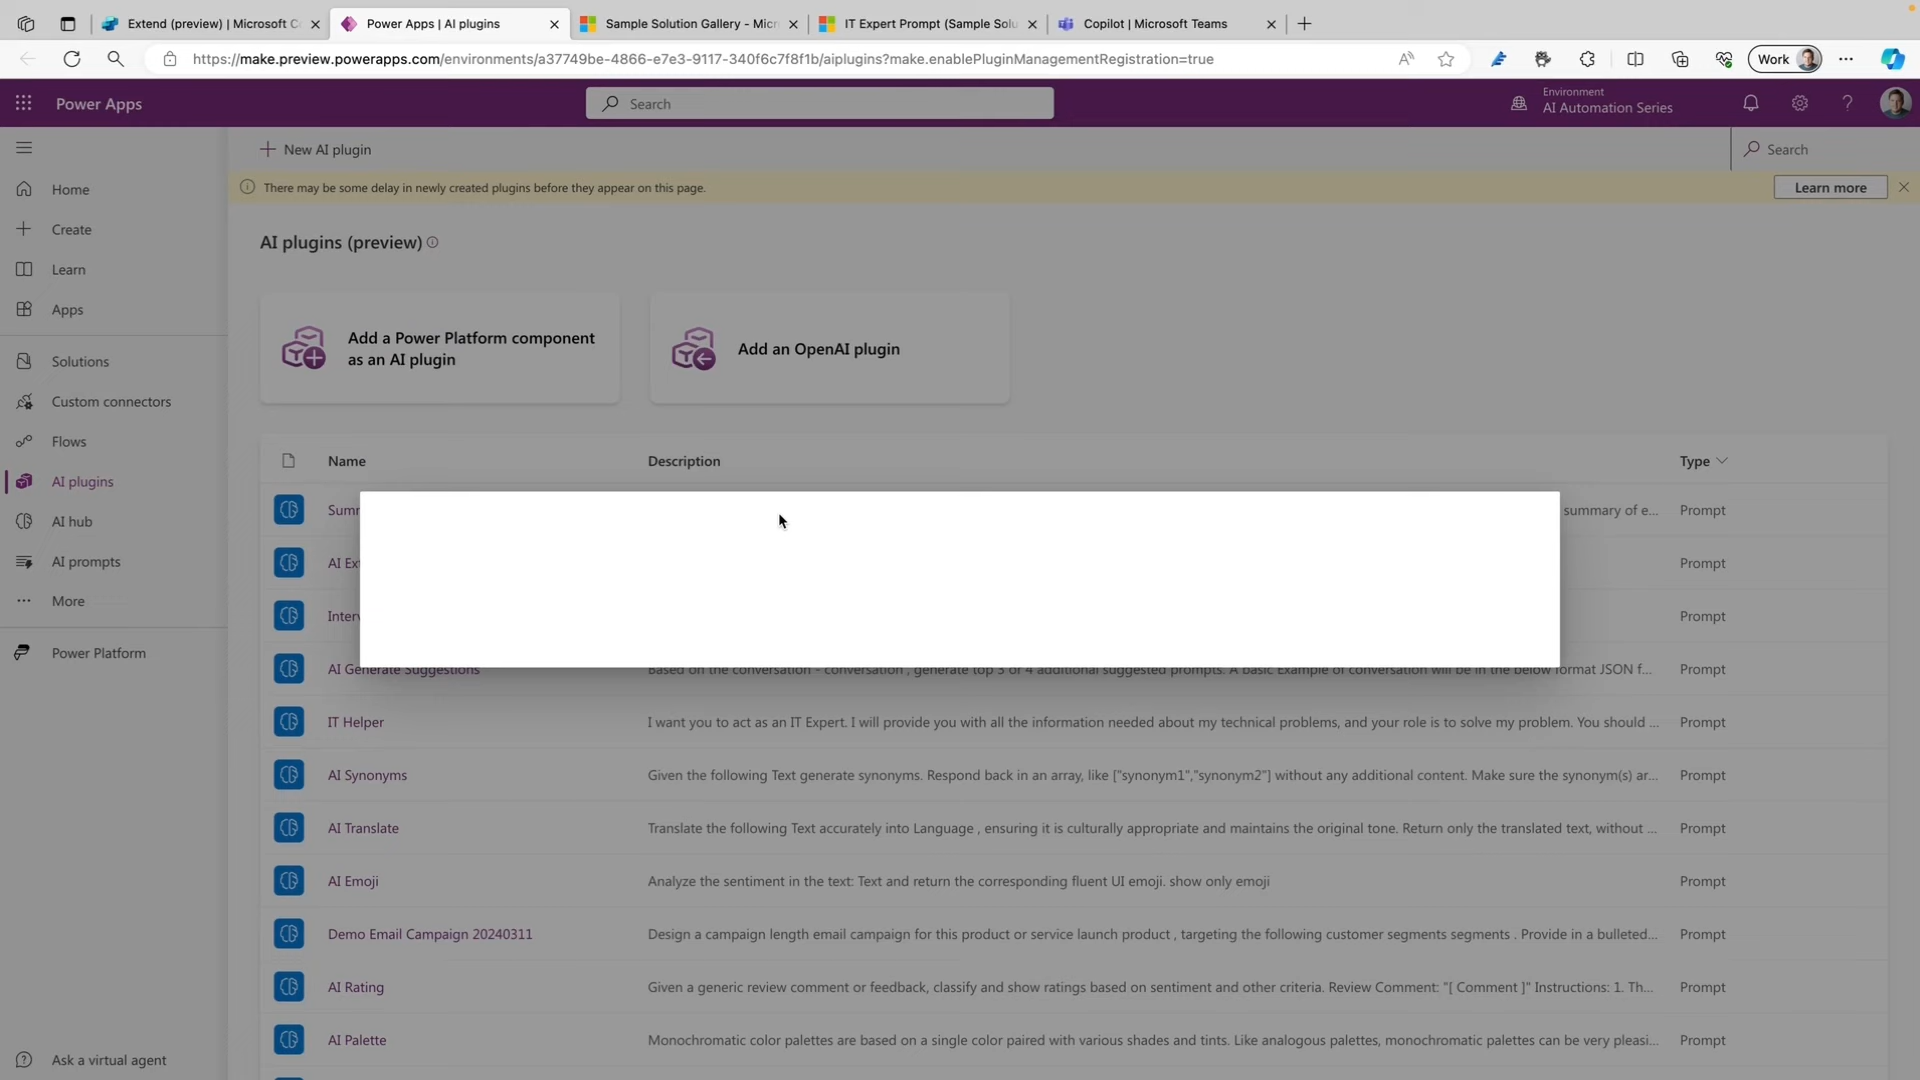 Extend (preview) | Microsoft Co
Power Apps | AI plugins
Sample Solution Gallery - Micr
IT Expert Prompt (Sample Solu
Copilot | Microsoft Teams
https://make.preview.powerapps.com/environments/a37749be-4866-e7e3-9117-340f6c7f8f1b/aiplugins?make.enablePluginManagementRegistration=true
Work
Power Apps
Search
Environment
AI Automation Series
New AI plugin
Search
There may be some delay in newly created plugins before they appear on this page.
Learn more
Home
Create
Learn
Apps
Solutions
Custom connectors
Flows
AI plugins
AI hub
AI prompts
More
Power Platform
Ask a virtual agent
AI plugins (preview)
Add a Power Platform component
as an AI plugin
Add an OpenAI plugin
Name Description Type
Summ summary of e... Prompt
AI Ext Prompt
Interv Prompt
AI Generate Suggestions Based on the conversation - conversation , generate top 3 or 4 additional suggested prompts. A basic Example of conversation will be in the below format JSON f... Prompt
IT Helper I want you to act as an IT Expert. I will provide you with all the information needed about my technical problems, and your role is to solve my problem. You should ... Prompt
AI Synonyms Given the following Text generate synonyms. Respond back in an array, like ["synonym1","synonym2"] without any additional content. Make sure the synonym(s) ar... Prompt
AI Translate Translate the following Text accurately into Language , ensuring it is culturally appropriate and maintains the original tone. Return only the translated text, without ... Prompt
AI Emoji Analyze the sentiment in the text: Text and return the corresponding fluent UI emoji. show only emoji Prompt
Demo Email Campaign 20240311 Design a campaign length email campaign for this product or service launch product , targeting the following customer segments segments . Provide in a bulleted... Prompt
AI Rating Given a generic review comment or feedback, classify and show ratings based on sentiment and other criteria. Review Comment: "[ Comment ]" Instructions: 1. Th... Prompt
AI Palette Monochromatic color palettes are based on a single color paired with various shades and tints. Like analogous palettes, monochromatic palettes can be very pleasi... Prompt